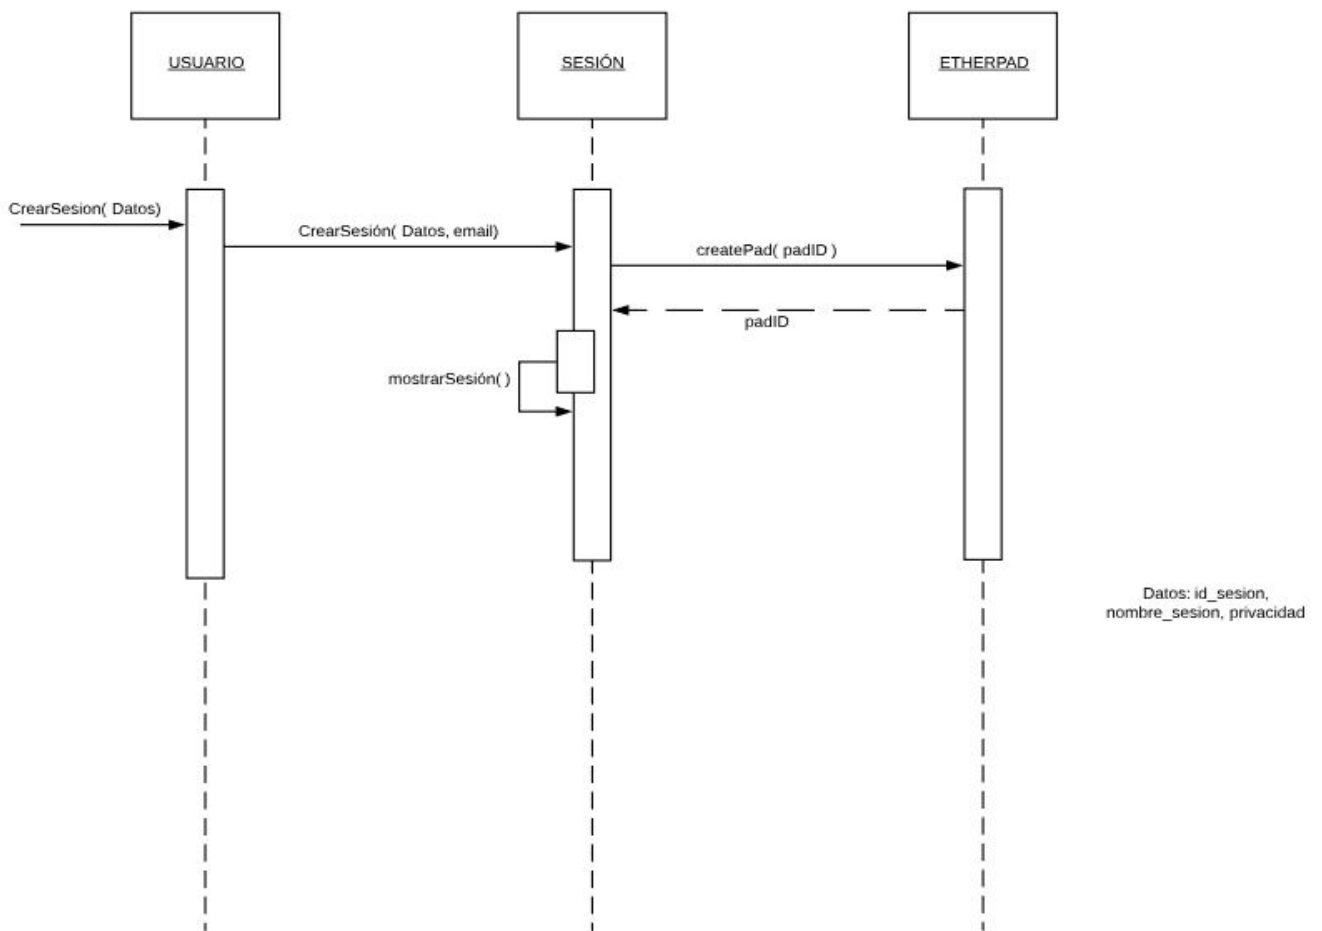 USUARIO
SESIÓN
ETHERPAD
CrearSesion( Datos)
CrearSesión( Datos, email)
createPad( padID )
padID
mostrarSesión( )
Datos: id_sesion,
nombre_sesion, privacidad